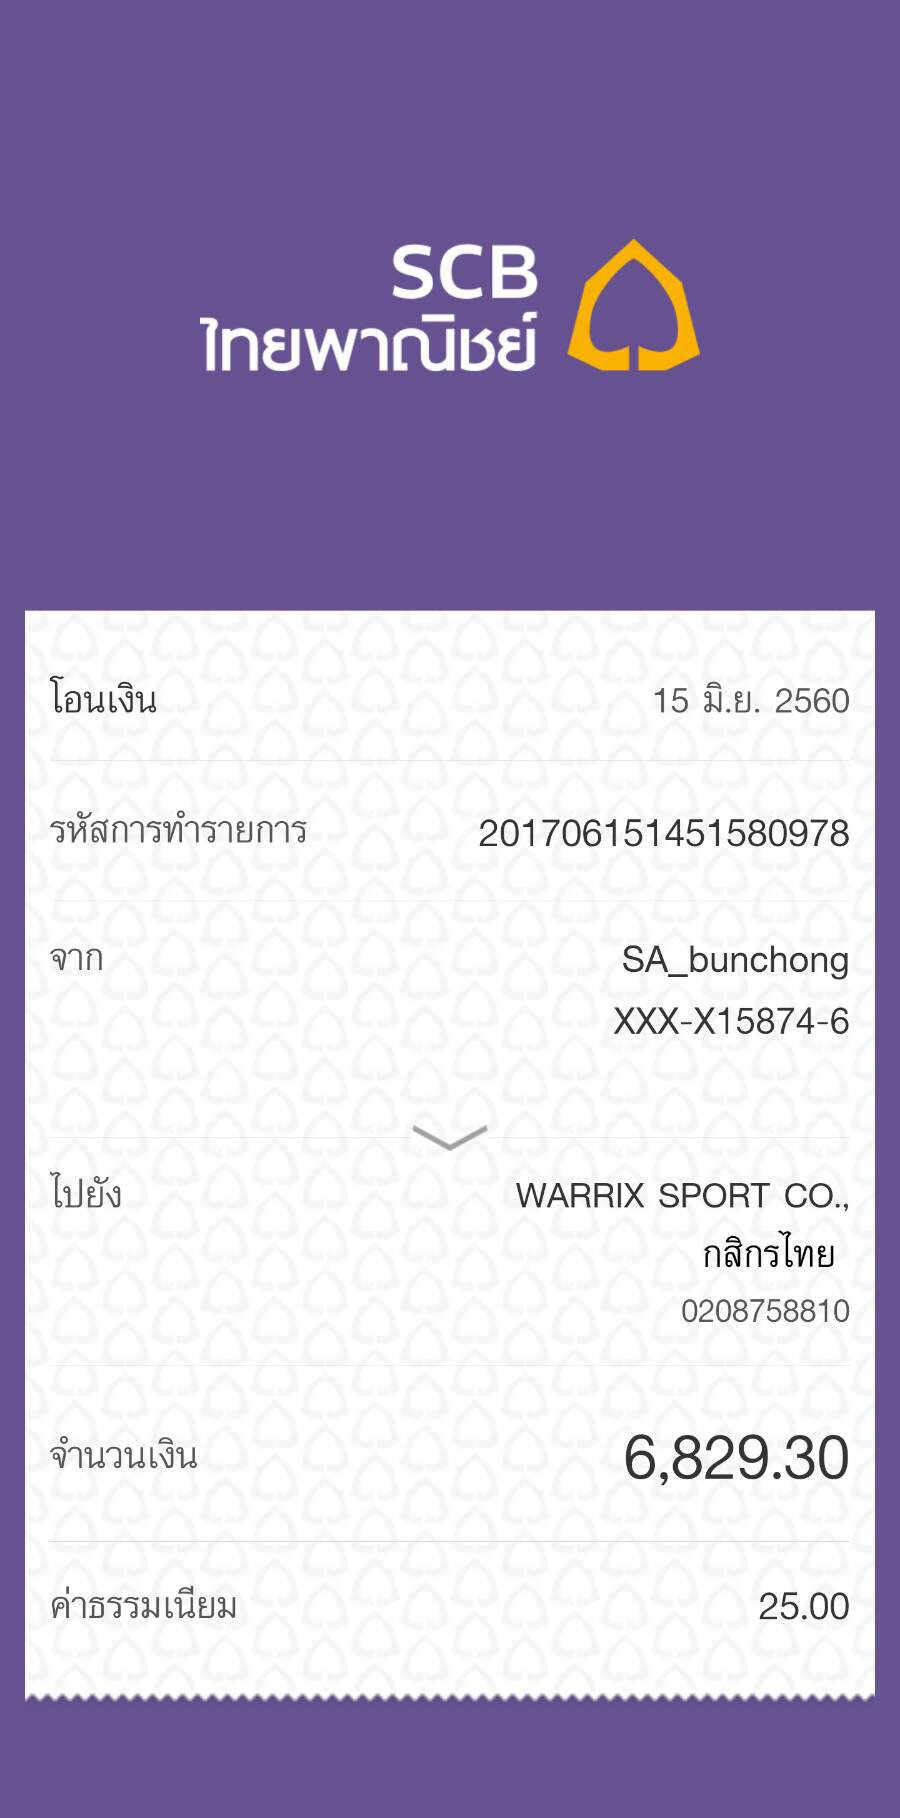 SCB
ไทยพาณิชย์
โอนเงิน 15 มิ.ย. 2560
รหัสการทำรายการ 201706151451580978
จาก SA_bunchong
XXX-X15874-6
ไปยัง WARRIX SPORT CO.,
กสิกรไทย
0208758810
จำนวนเงิน 6,829.30
ค่าธรรมเนียม 25.00